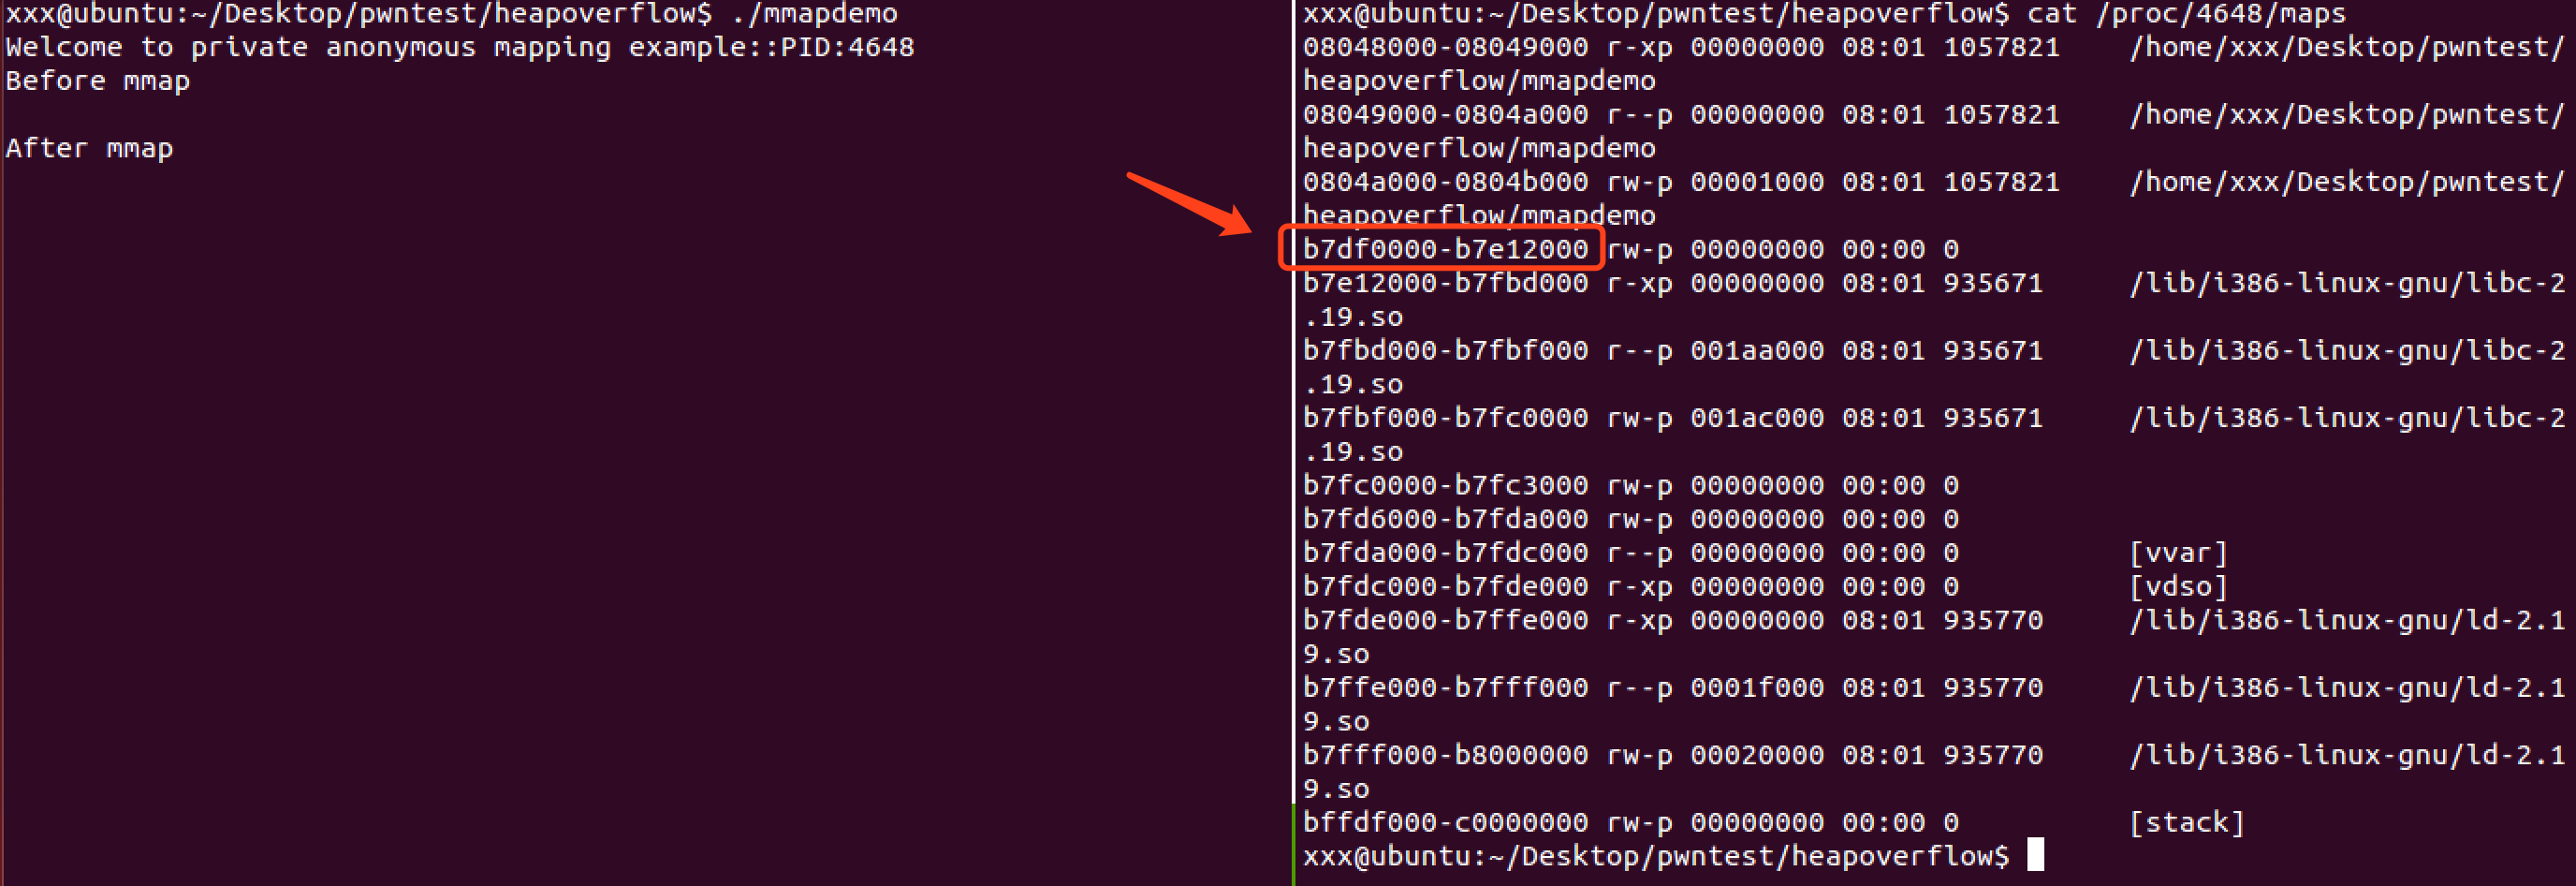 xxx@ubuntu:~/Desktop/pwntest/heapoverflow$ ./mmapdemo
Welcome to private anonymous mapping example::PID:4648
Before mmap
After mmap
xxx@ubuntu:~/Desktop/pwntest/heapoverflow$ cat /proc/4648/maps
08048000-08049000 r-xp 00000000 08:01 1057821    /home/xxx/Desktop/pwntest/
heapoverflow/mmapdemo
08049000-0804a000 r--p 00000000 08:01 1057821    /home/xxx/Desktop/pwntest/
heapoverflow/mmapdemo
0804a000-0804b000 rw-p 00001000 08:01 1057821    /home/xxx/Desktop/pwntest/
heapoverflow/mmapdemo
b7df0000-b7e12000 rw-p 00000000 00:00 0
b7e12000-b7fbd000 r-xp 00000000 08:01 935671     /lib/i386-linux-gnu/libc-2
.19.so
b7fbd000-b7fbf000 r--p 001aa000 08:01 935671     /lib/i386-linux-gnu/libc-2
.19.so
b7fbf000-b7fc0000 rw-p 001ac000 08:01 935671     /lib/i386-linux-gnu/libc-2
.19.so
b7fc0000-b7fc3000 rw-p 00000000 00:00 0
b7fd6000-b7fda000 rw-p 00000000 00:00 0
b7fda000-b7fdc000 r--p 00000000 00:00 0          [vvar]
b7fdc000-b7fde000 r-xp 00000000 00:00 0          [vdso]
b7fde000-b7ffe000 r-xp 00000000 08:01 935770     /lib/i386-linux-gnu/ld-2.1
9.so
b7ffe000-b7fff000 r--p 0001f000 08:01 935770     /lib/i386-linux-gnu/ld-2.1
9.so
b7fff000-b8000000 rw-p 00020000 08:01 935770     /lib/i386-linux-gnu/ld-2.1
9.so
bffdf000-c0000000 rw-p 00000000 00:00 0          [stack]
xxx@ubuntu:~/Desktop/pwntest/heapoverflow$